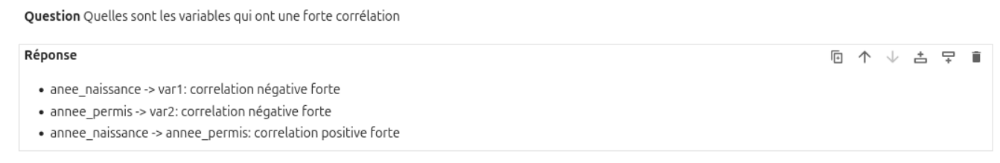 Question Quelles sont les variables qui ont une forte corrélation
Réponse
• anee_naissance -> var1: correlation négative forte
• annee_permis -> var2: correlation négative forte
• annee_naissance -> annee_permis: correlation positive forte